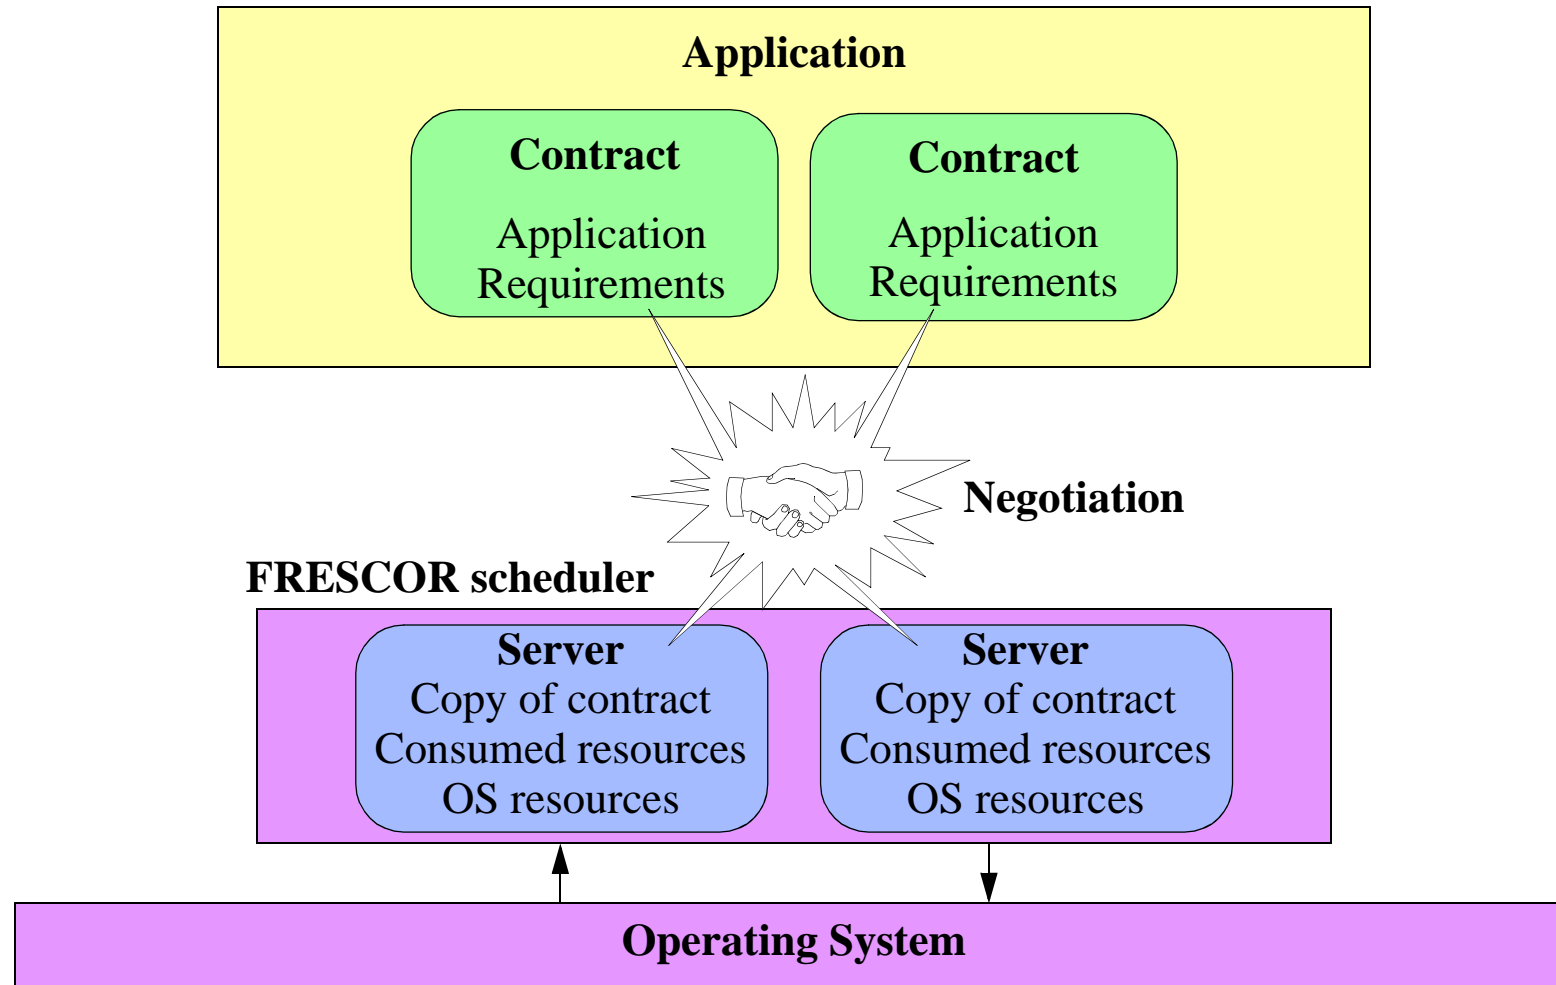 Application
Contract
Application
Requirements
Contract
Application
Requirements
Negotiation
FRESCOR scheduler
Server
Copy of contract
Consumed resources
OS resources
Server
Copy of contract
Consumed resources
OS resources
Operating System